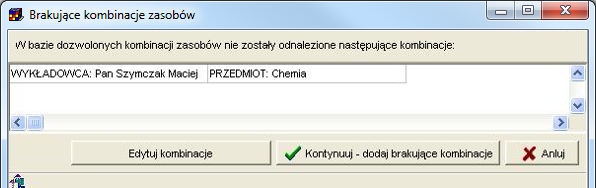 Brakujące kombinacje zasobów
W bazie dozwolonych kombinacji zasobów nie zostały odnalezione następujące kombinacje:
WYKŁADOWCA: Pan Szymczak Maciej PRZEDMIOT: Chemia
Edytuj kombinacje Kontynuuj - dodaj brakujące kombinacje Anluj